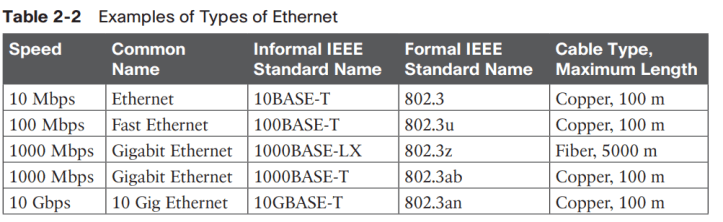 Table 2-2 Examples of Types of Ethernet
Speed Common Name Informal IEEE Standard Name Formal IEEE Standard Name Cable Type, Maximum Length
10 Mbps Ethernet 10BASE-T 802.3 Copper, 100 m
100 Mbps Fast Ethernet 100BASE-T 802.3u Copper, 100 m
1000 Mbps Gigabit Ethernet 1000BASE-LX 802.3z Fiber, 5000 m
1000 Mbps Gigabit Ethernet 1000BASE-T 802.3ab Copper, 100 m
10 Gbps 10 Gig Ethernet 10GBASE-T 802.3an Copper, 100 m